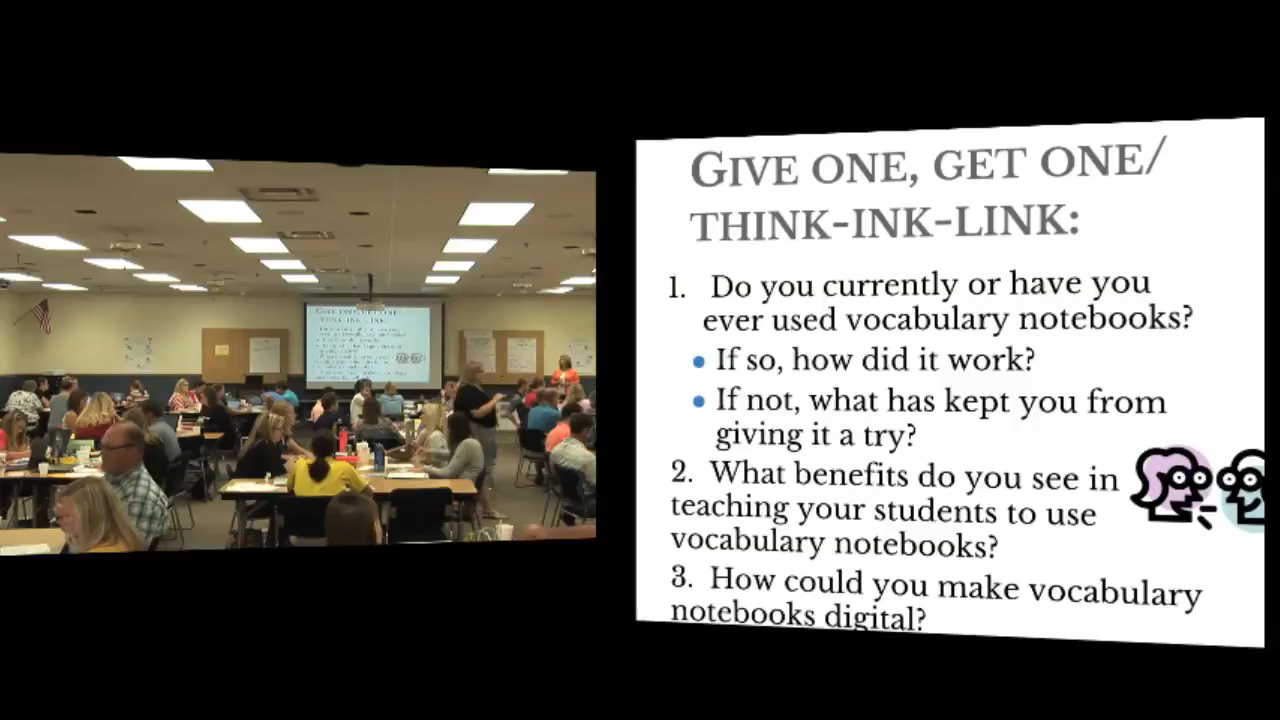 GIVE ONE, GET ONE/
THINK-INK-LINK:
1. Do you currently or have you
ever used vocabulary notebooks?
• If so, how did it work?
• If not, what has kept you from
giving it a try?
2. What benefits do you see in
teaching your students to use
vocabulary notebooks?
3. How could you make vocabulary
notebooks digital?